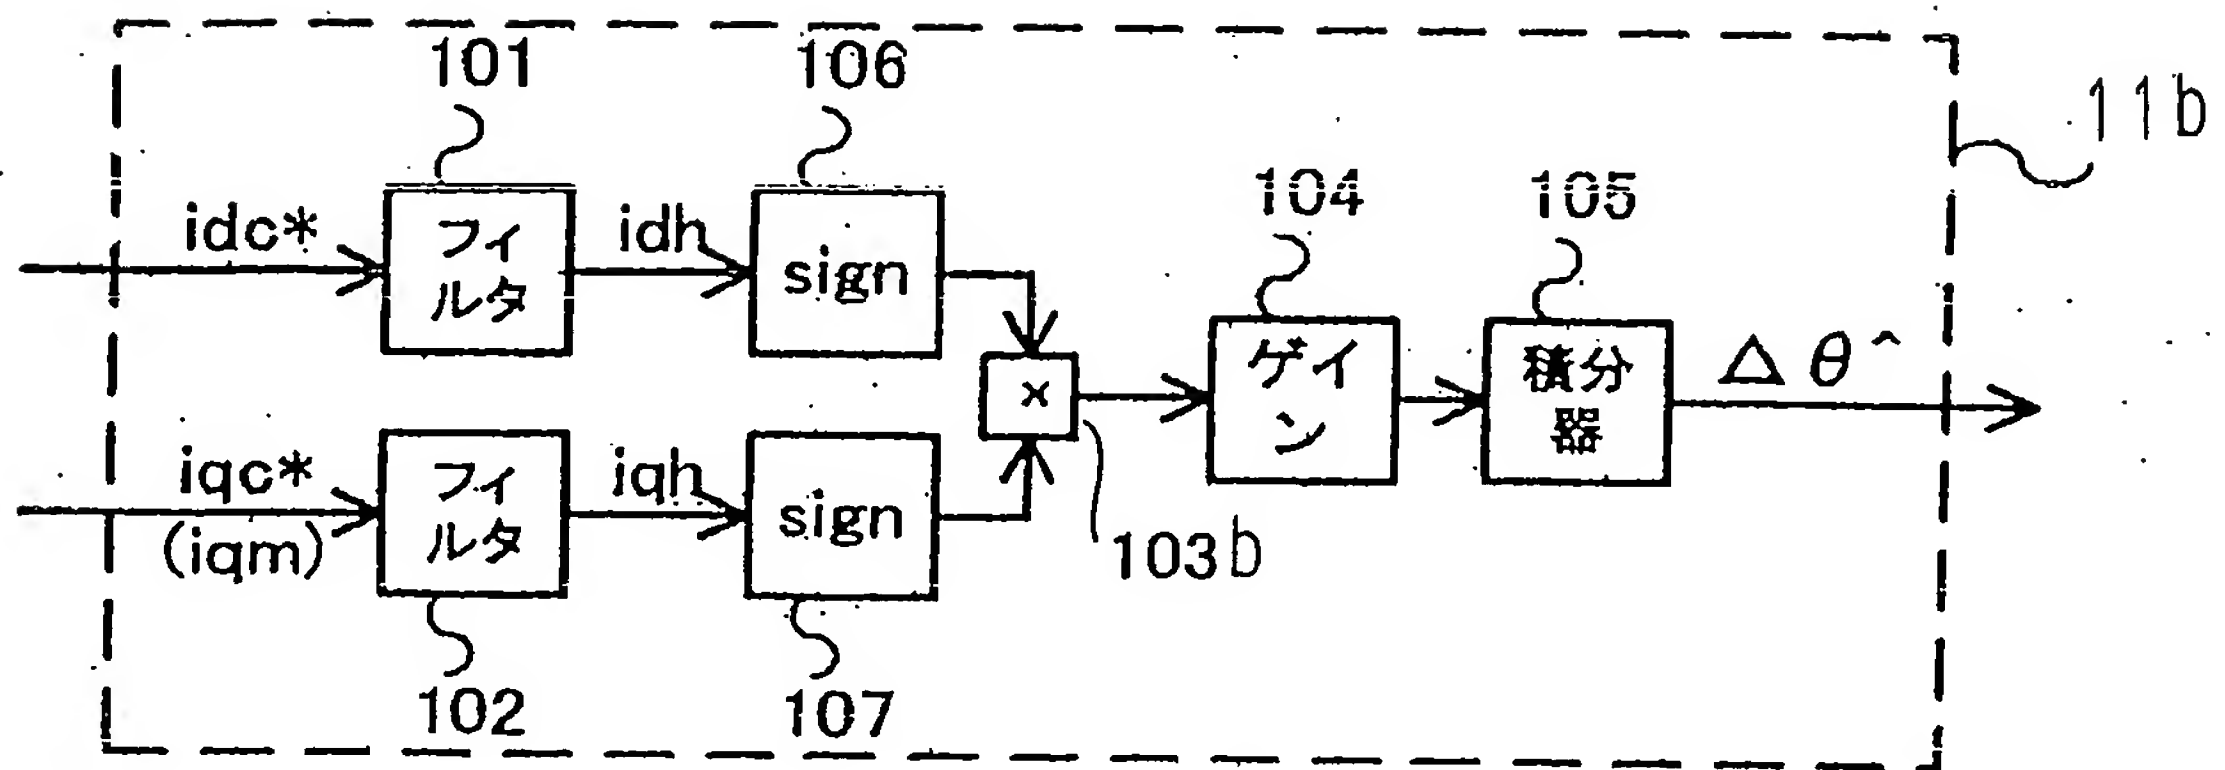 101
106
11b
104
105
idc*
フィ
ルタ
idh
sign
×
ゲイ
ン
積分
器
Δθ^
iqc*
(iqm)
フィ
ルタ
iqh
sign
103b
102
107